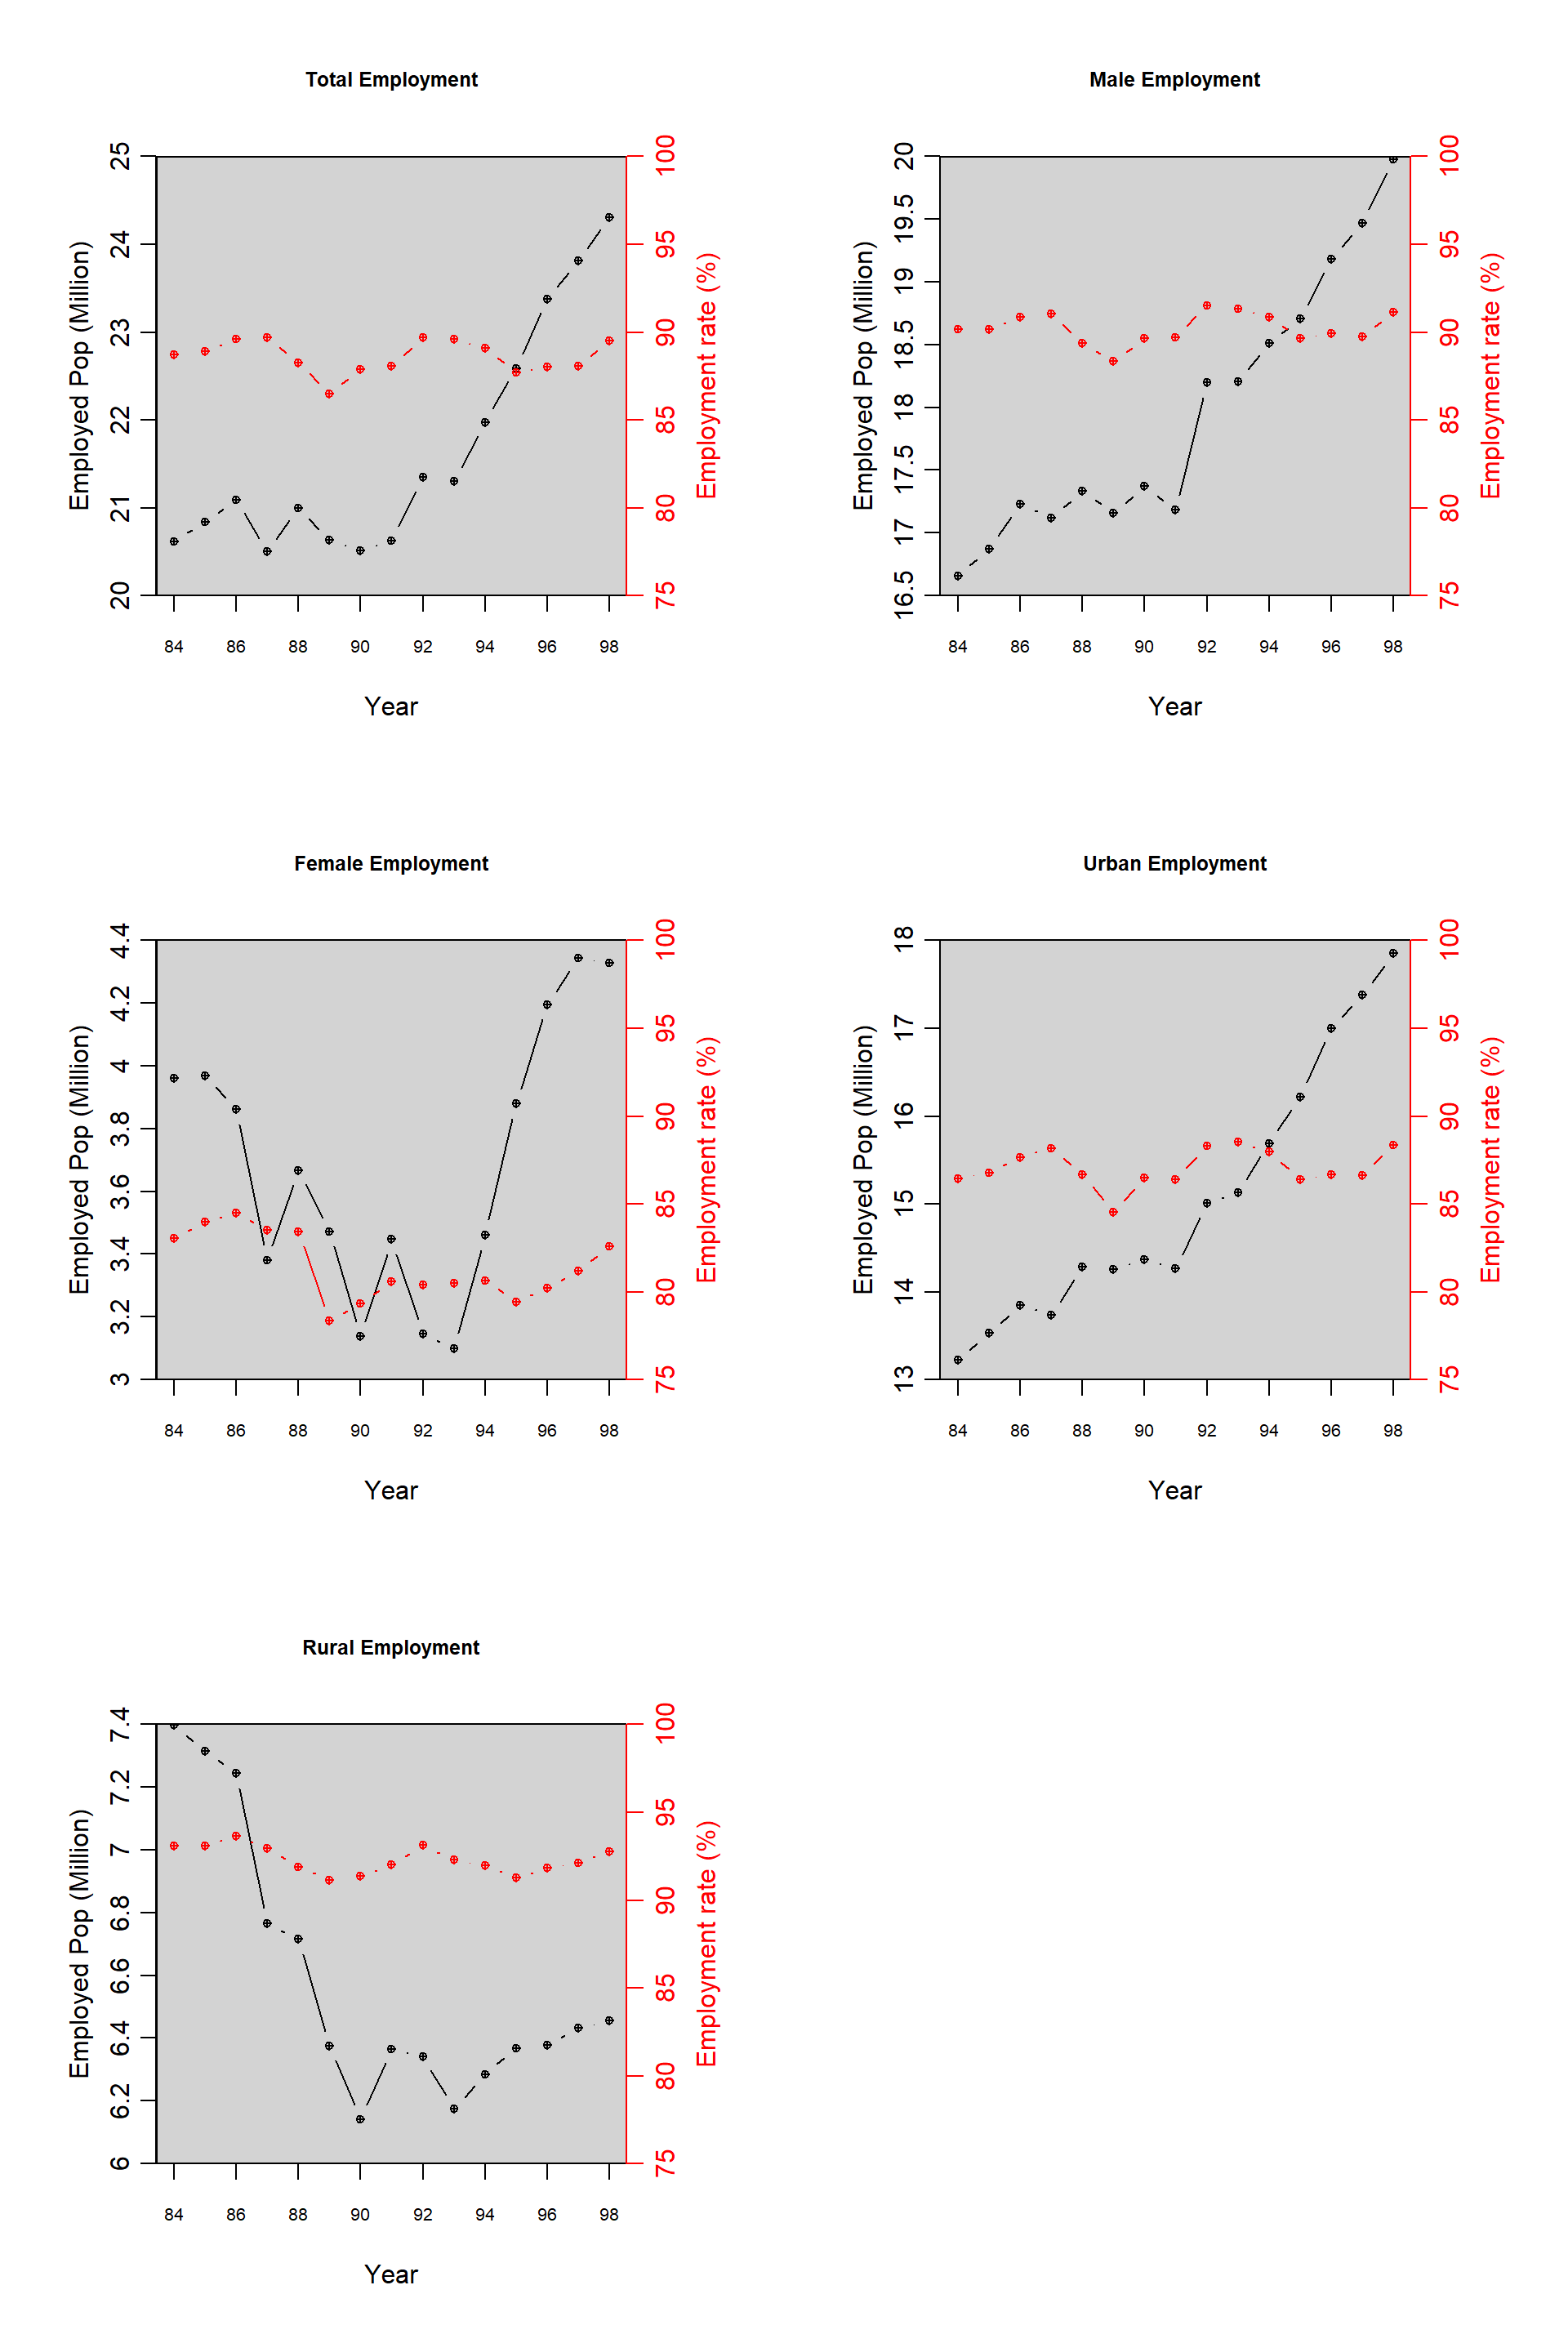 Total Employment
Employed Pop (Million)
20 21 22 23 24 25
75 80 85 90 95 100
Employment rate (%)
84 86 88 90 92 94 96 98
Year
Male Employment
Employed Pop (Million)
16.5 17 17.5 18 18.5 19 19.5 20
75 80 85 90 95 100
Employment rate (%)
84 86 88 90 92 94 96 98
Year
Female Employment
Employed Pop (Million)
3 3.2 3.4 3.6 3.8 4 4.2 4.4
75 80 85 90 95 100
Employment rate (%)
84 86 88 90 92 94 96 98
Year
Urban Employment
Employed Pop (Million)
13 14 15 16 17 18
75 80 85 90 95 100
Employment rate (%)
84 86 88 90 92 94 96 98
Year
Rural Employment
Employed Pop (Million)
6 6.2 6.4 6.6 6.8 7 7.2 7.4
75 80 85 90 95 100
Employment rate (%)
84 86 88 90 92 94 96 98
Year